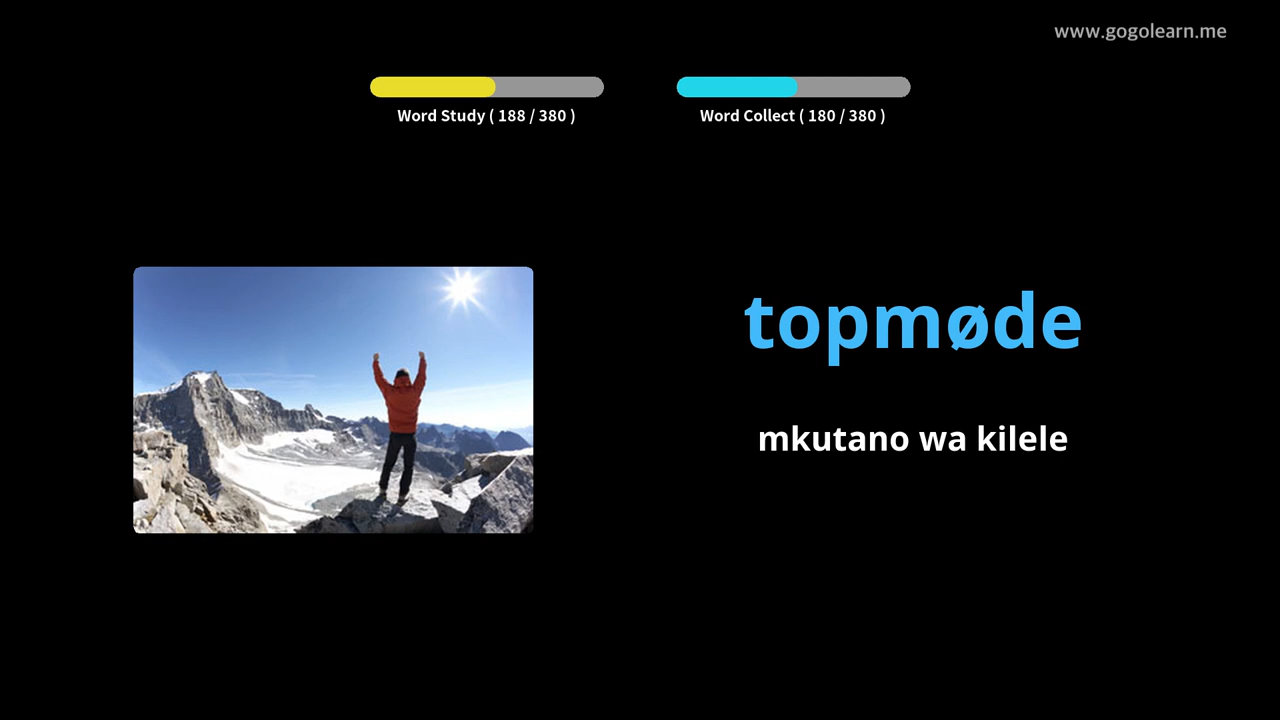 www.gogolearn.me
Word Study ( 188 / 380 )
Word Collect ( 180 / 380 )
topmøde
mkutano wa kilele